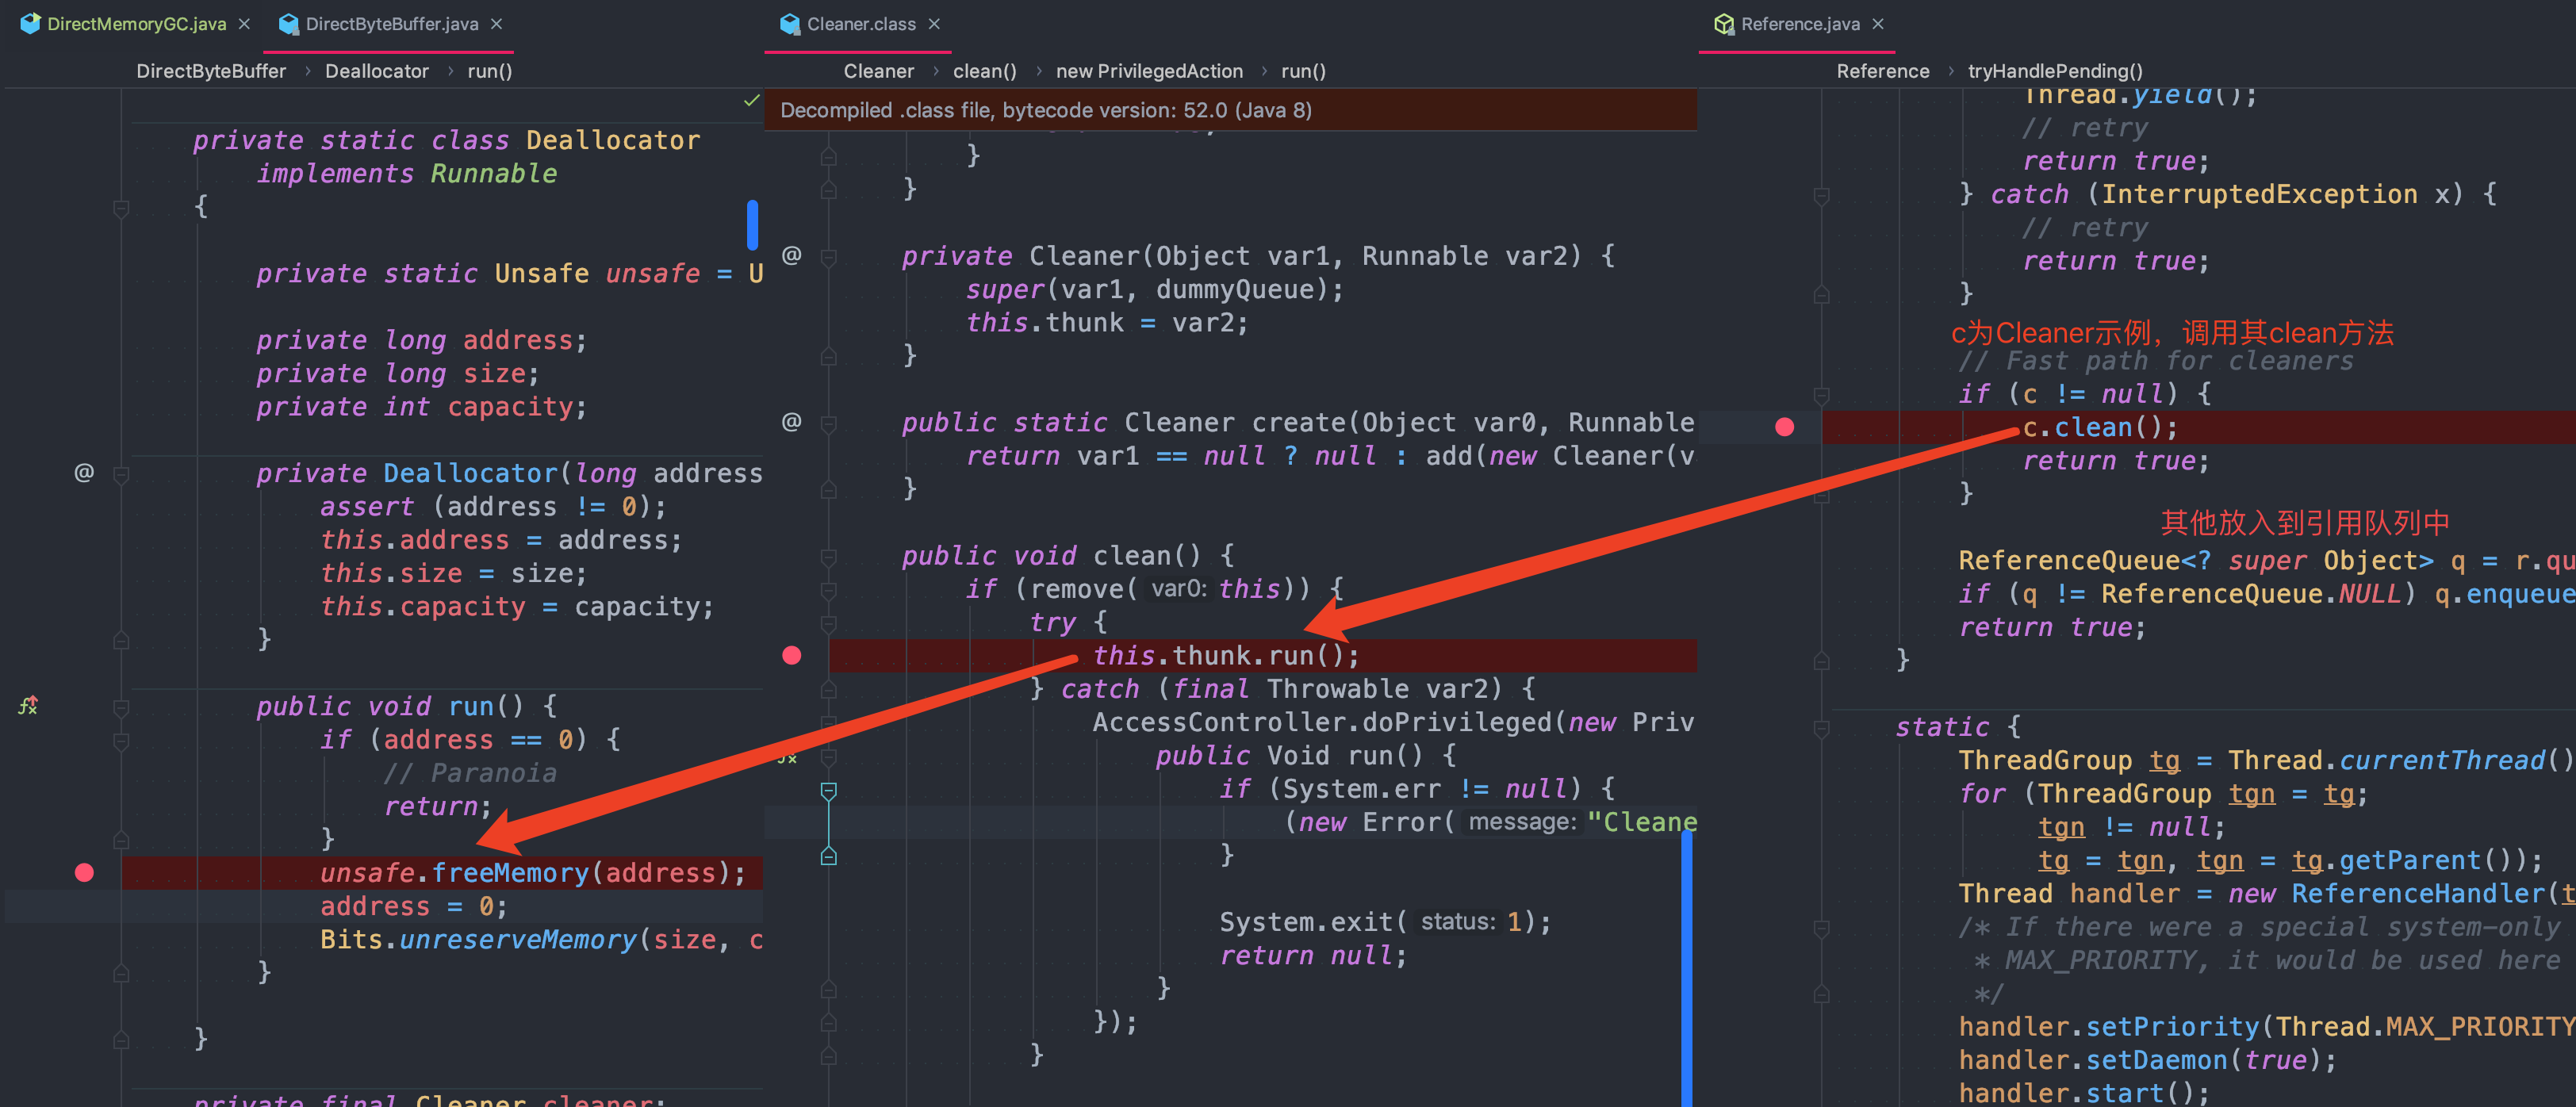 DirectMemoryGC.java
DirectByteBuffer.java
DirectByteBuffer > Deallocator > run()
private static class Deallocator
implements Runnable
{
private static Unsafe unsafe = U
private long address;
private long size;
private int capacity;
@ private Deallocator(long address
assert (address != 0);
this.address = address;
this.size = size;
this.capacity = capacity;
}
public void run() {
if (address == 0) {
// Paranoia
return;
}
unsafe.freeMemory(address);
address = 0;
Bits.unreserveMemory(size, c
}
}
private final Cleaner cleaner;
Cleaner.class
Cleaner > clean() > new PrivilegedAction > run()
Decompiled .class file, bytecode version: 52.0 (Java 8)
}
}
@ private Cleaner(Object var1, Runnable var2) {
super(var1, dummyQueue);
this.thunk = var2;
}
@ public static Cleaner create(Object var0, Runnable
return var1 == null ? null : add(new Cleaner(v
}
public void clean() {
if (remove( var0: this)) {
try {
this.thunk.run();
} catch (final Throwable var2) {
AccessController.doPrivileged(new Priv
public Void run() {
if (System.err != null) {
(new Error( message: "Cleane
}
System.exit( status: 1);
return null;
}
});
}
Reference.java
Reference > tryHandlePending()
Thread.yield();
// retry
return true;
} catch (InterruptedException x) {
// retry
return true;
}
c为Cleaner示例，调用其clean方法
// Fast path for cleaners
if (c != null) {
c.clean();
return true;
}
其他放入到引用队列中
ReferenceQueue<? super Object> q = r.qu
if (q != ReferenceQueue.NULL) q.enqueue
return true;
}
static {
ThreadGroup tg = Thread.currentThread()
for (ThreadGroup tgn = tg;
tgn != null;
tg = tgn, tgn = tg.getParent());
Thread handler = new ReferenceHandler(t
/* If there were a special system-only
* MAX_PRIORITY, it would be used here
*/
handler.setPriority(Thread.MAX_PRIORITY
handler.setDaemon(true);
handler.start();